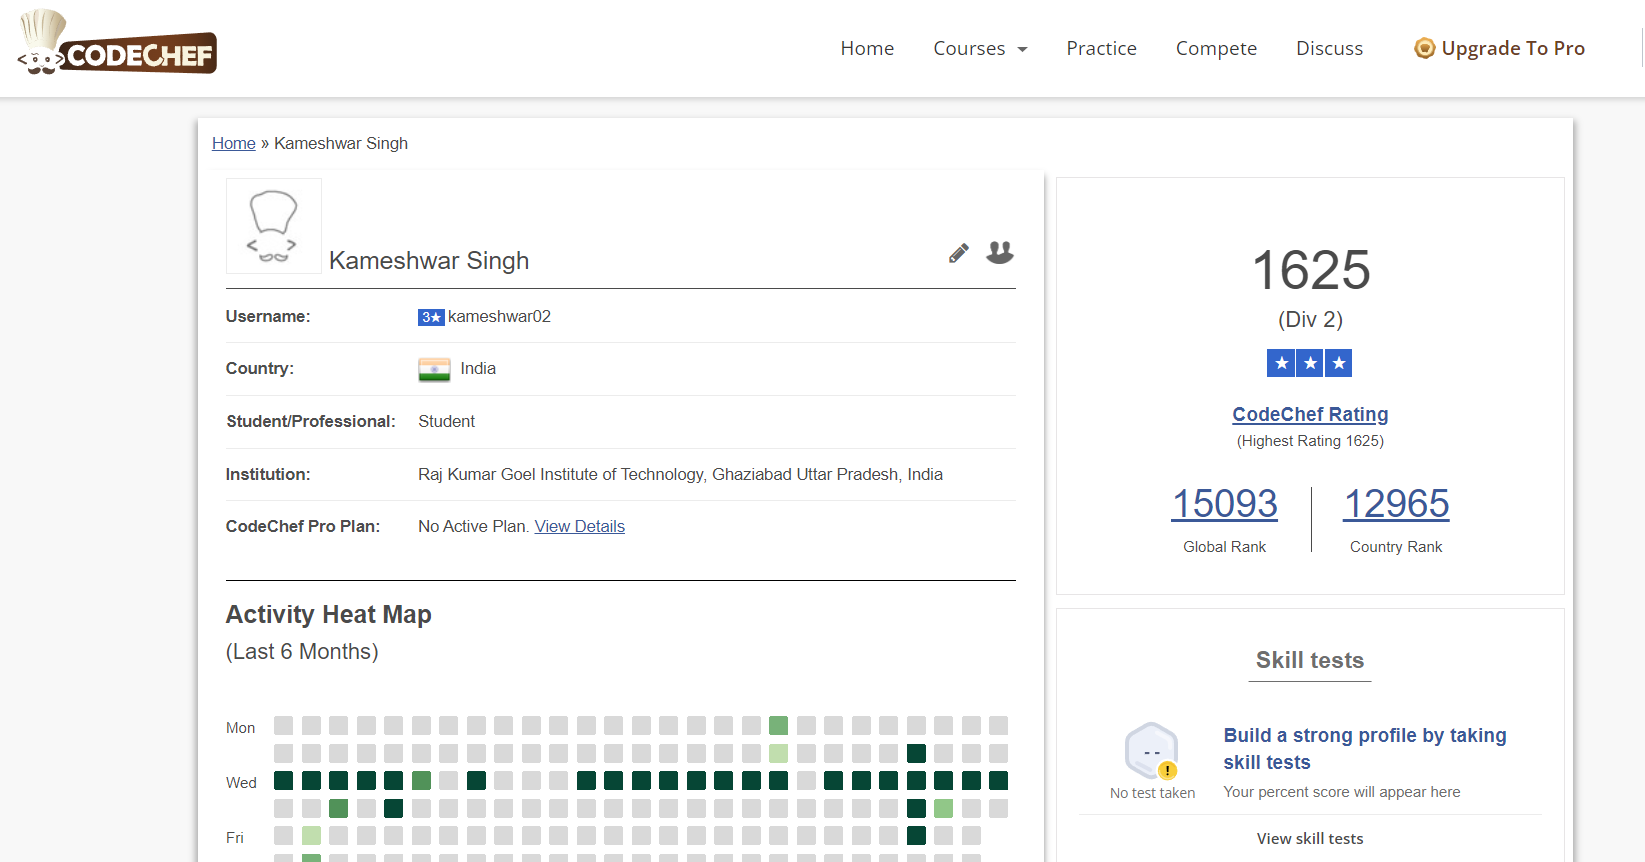 CODECHEF
Home Courses Practice Compete Discuss Upgrade To Pro
Home » Kameshwar Singh
Kameshwar Singh
Username: 3★ kameshwar02
Country: India
Student/Professional: Student
Institution: Raj Kumar Goel Institute of Technology, Ghaziabad Uttar Pradesh, India
CodeChef Pro Plan: No Active Plan. View Details
Activity Heat Map
(Last 6 Months)
Mon
Wed
Fri
1625
(Div 2)
★ ★ ★
CodeChef Rating
(Highest Rating 1625)
15093 12965
Global Rank Country Rank
Skill tests
No test taken
Build a strong profile by taking
skill tests
Your percent score will appear here
View skill tests